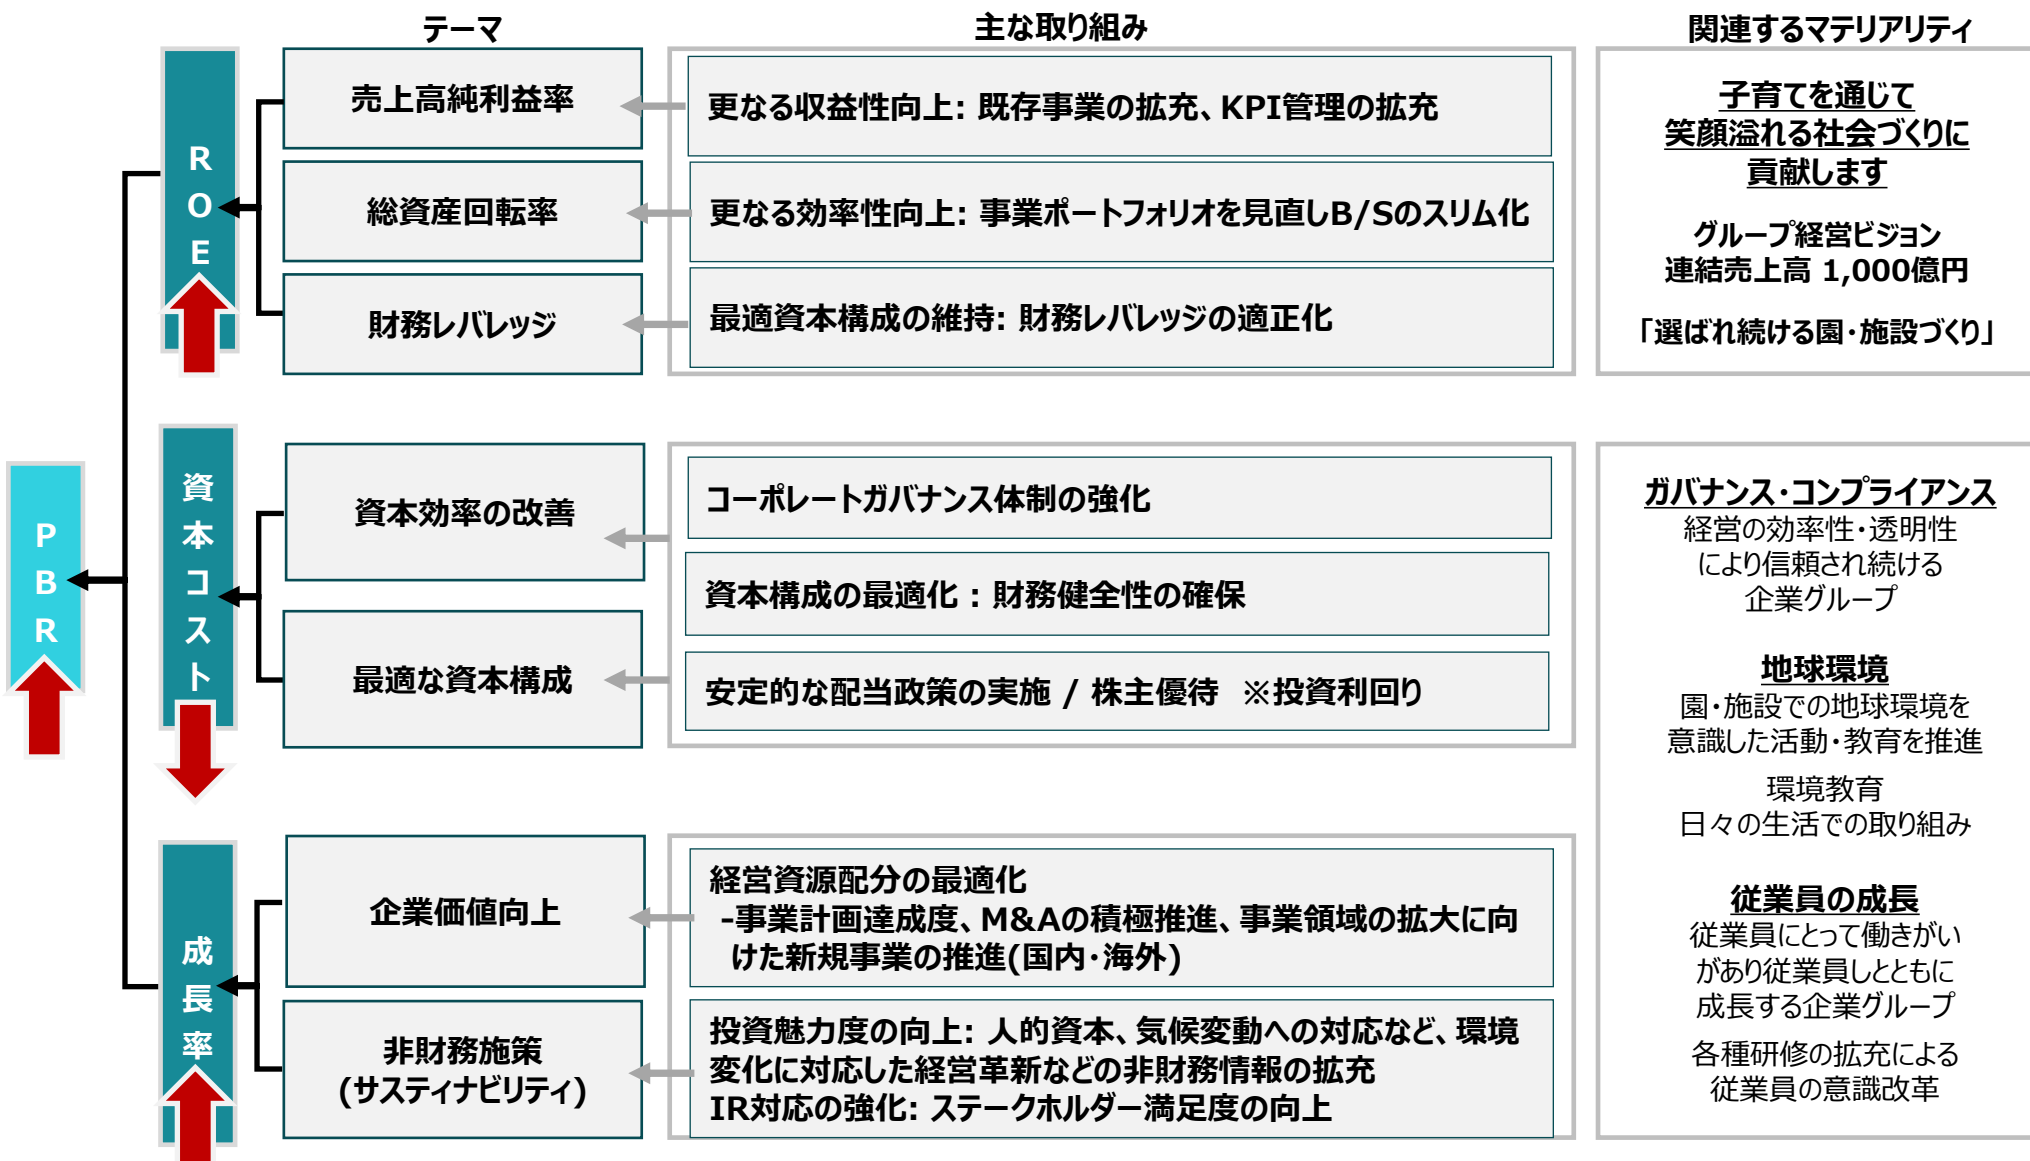 テーマ
主な取り組み
関連するマテリアリティ
PBR
ROE
売上高純利益率
更なる収益性向上: 既存事業の拡充、KPI管理の拡充
総資産回転率
更なる効率性向上: 事業ポートフォリオを見直しB/Sのスリム化
財務レバレッジ
最適資本構成の維持: 財務レバレッジの適正化
子育てを通じて
笑顔溢れる社会づくりに
貢献します
グループ経営ビジョン
連結売上高 1,000億円
「選ばれ続ける園・施設づくり」
資本コスト
資本効率の改善
コーポレートガバナンス体制の強化
資本構成の最適化 : 財務健全性の確保
最適な資本構成
安定的な配当政策の実施 / 株主優待 ※投資利回り
成長率
企業価値向上
経営資源配分の最適化
-事業計画達成度、M&Aの積極推進、事業領域の拡大に向
けた新規事業の推進(国内・海外)
非財務施策
(サスティナビリティ)
投資魅力度の向上: 人的資本、気候変動への対応など、環境
変化に対応した経営革新などの非財務情報の拡充
IR対応の強化: ステークホルダー満足度の向上
ガバナンス・コンプライアンス
経営の効率性・透明性
により信頼され続ける
企業グループ
地球環境
園・施設での地球環境を
意識した活動・教育を推進
環境教育
日々の生活での取り組み
従業員の成長
従業員にとって働きがい
があり従業員しとともに
成長する企業グループ
各種研修の拡充による
従業員の意識改革